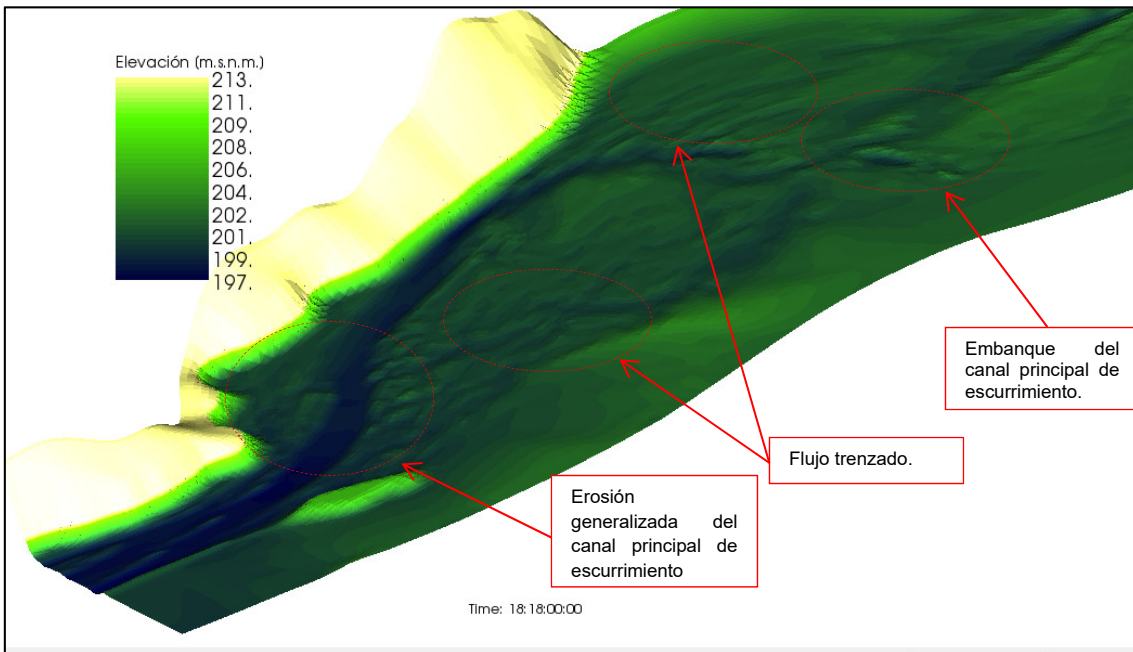 Elevación (m.s.n.m.)
213.
211.
209.
208.
206.
204.
202.
201.
199.
197.
Embanque del
canal principal de
escurrimiento.
Flujo trenzado.
Erosión
generalizada del
canal principal de
escurrimiento
Time: 18:18:00:00